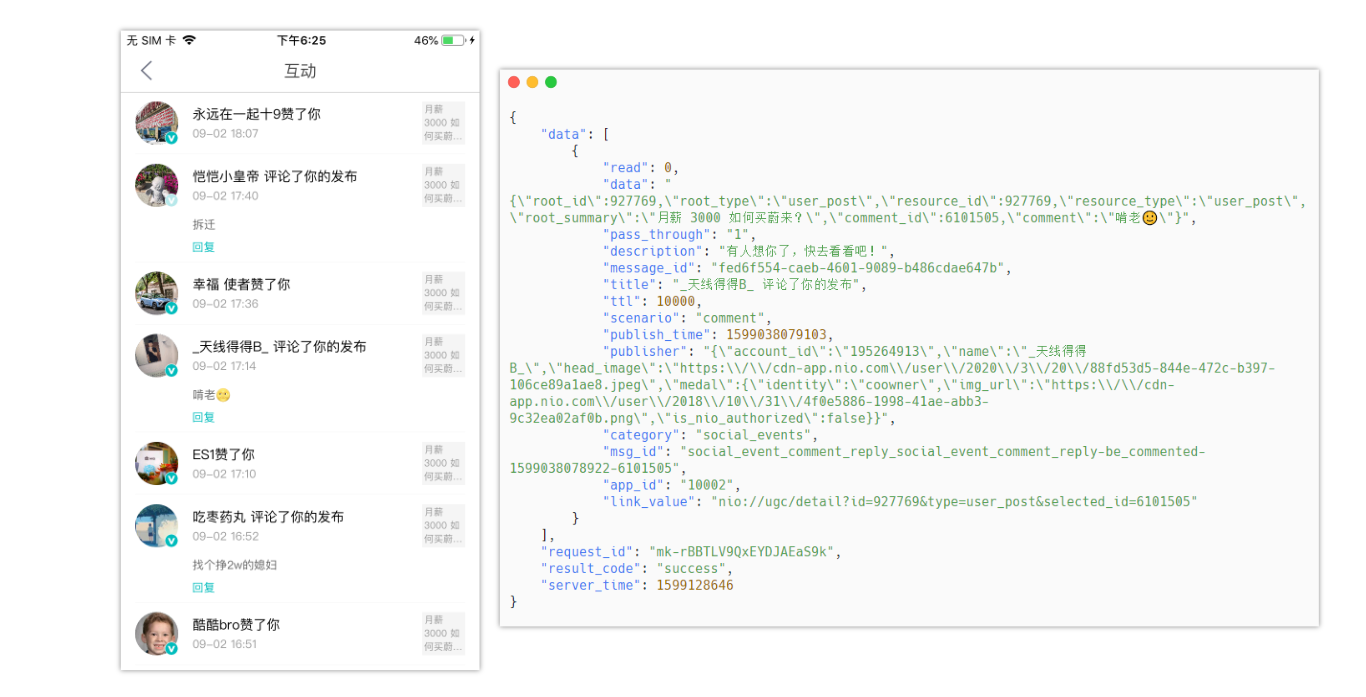 无 SIM 卡 下午6:25 46%
互动
永远在一起十9赞了你
09-02 18:07
月薪
3000 如
何买蔚...
恺恺小皇帝 评论了你的发布
09-02 17:40
月薪
3000 如
何买蔚...
拆迁
回复
幸福 使者赞了你
09-02 17:36
月薪
3000 如
何买蔚...
_天线得得B_ 评论了你的发布
09-02 17:14
月薪
3000 如
何买蔚...
啃老🙂
回复
ES1赞了你
09-02 17:10
月薪
3000 如
何买蔚...
吃枣药丸 评论了你的发布
09-02 16:52
月薪
3000 如
何买蔚...
找个挣2w的媳妇
回复
酷酷bro赞了你
09-02 16:51
月薪
3000 如
何买蔚...
{
"data": [
{
"read": 0,
"data": "
{\"root_id\":927769,\"root_type\":\"user_post\",\"resource_id\":927769,\"resource_type\":\"user_post\",
\"root_summary\":\"月薪 3000 如何买蔚来？\",\"comment_id\":6101505,\"comment\":\"啃老🙂\"}",
"pass_through": "1",
"description": "有人想你了，快去看看吧！",
"message_id": "fed6f554-caeb-4601-9089-b486cdae647b",
"title": "_天线得得B_ 评论了你的发布",
"ttl": 10000,
"scenario": "comment",
"publish_time": 1599038079103,
"publisher": "{\"account_id\":\"195264913\",\"name\":\"_天线得得
B_\",\"head_image\":\"https:\\/\\/cdn-app.nio.com\\/user\\/2020\\/3\\/20\\/88fd53d5-844e-472c-b397-
106ce89a1ae8.jpeg\",\"medal\":{\"identity\":\"coowner\",\"img_url\":\"https:\\/\\/cdn-
app.nio.com\\/user\\/2018\\/10\\/31\\/4f0e5886-1998-41ae-abb3-
9c32ea02af0b.png\",\"is_nio_authorized\":false}}",
"category": "social_events",
"msg_id": "social_event_comment_reply_social_event_comment_reply-be_commented-
1599038078922-6101505",
"app_id": "10002",
"link_value": "nio://ugc/detail?id=927769&type=user_post&selected_id=6101505"
}
],
"request_id": "mk-rBBTLV9QxEYDJAEaS9k",
"result_code": "success",
"server_time": 1599128646
}